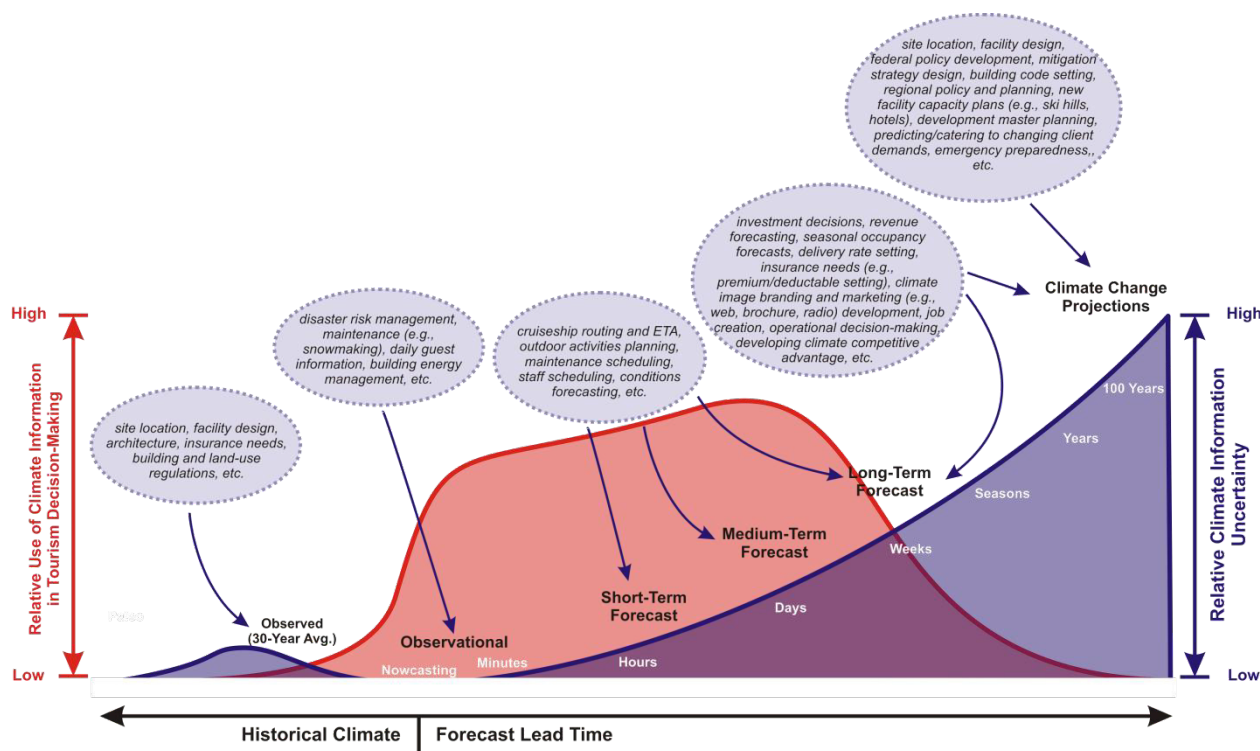 site location, facility design,
federal policy development, mitigation
strategy design, building code setting,
regional policy and planning, new
facility capacity plans (e.g., ski hills,
hotels), development master planning,
predicting/catering to changing client
demands, emergency preparedness,,
etc.
investment decisions, revenue
forecasting, seasonal occupancy
forecasts, delivery rate setting,
insurance needs (e.g.,
premium/deductable setting), climate
image branding and marketing (e.g.,
web, brochure, radio) development, job
creation, operational decision-making,
developing climate competitive
advantage, etc.
disaster risk management,
maintenance (e.g.,
snowmaking), daily guest
information, building energy
management, etc.
cruiseship routing and ETA,
outdoor activities planning,
maintenance scheduling,
staff scheduling, conditions
forecasting, etc.
site location, facility design,
architecture, insurance needs,
building and land-use
regulations, etc.
High
Relative Use of Climate Information
in Tourism Decision-Making
Low
Paleo
Observed
(30-Year Avg.)
Observational
Short-Term
Forecast
Medium-Term
Forecast
Long-Term
Forecast
Climate Change
Projections
Nowcasting
Minutes
Hours
Days
Weeks
Seasons
Years
100 Years
High
Relative Climate Information
Uncertainty
Low
Historical Climate
Forecast Lead Time